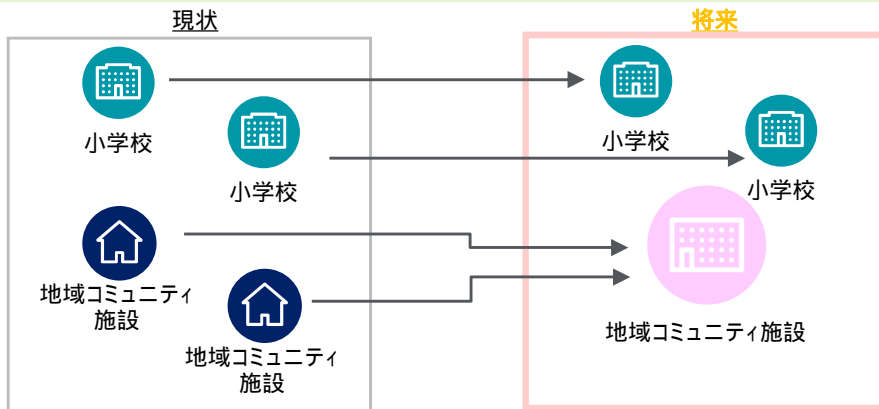 現状
将来
小学校
小学校
地域コミュニティ
施設
地域コミュニティ
施設
小学校
小学校
地域コミュニティ施設